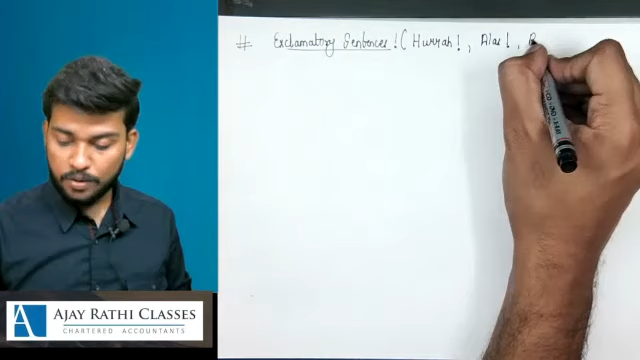 # Exclamatory Sentences! (Hurrah!, Alas!,
AJAY RATHI CLASSES
CHARTERED ACCOUNTANTS